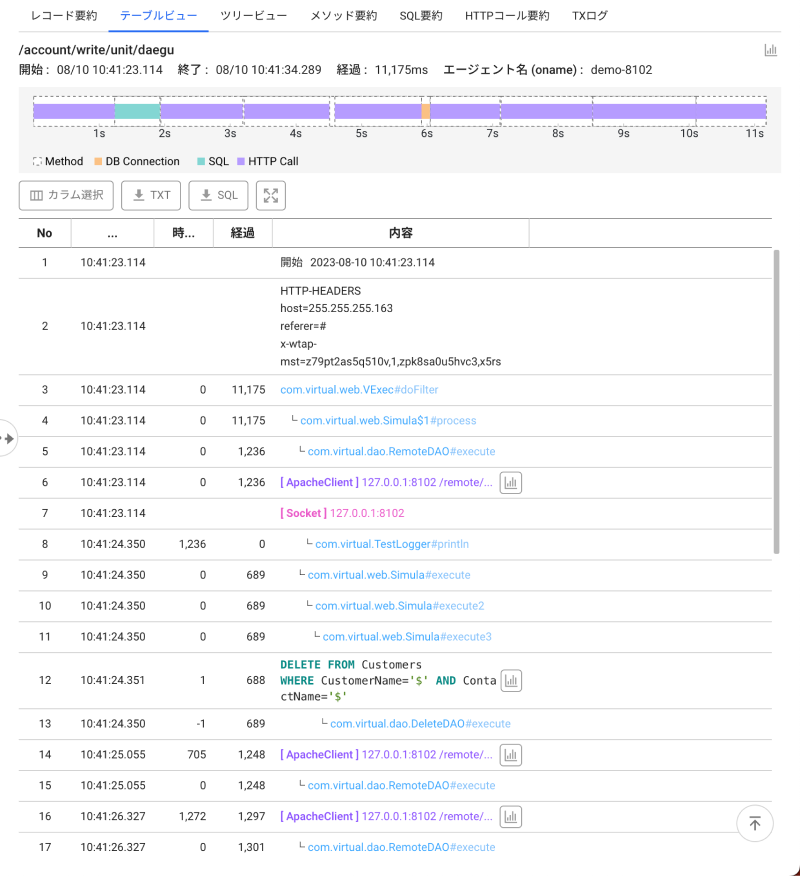 レコード要約 テーブルビュー ツリービュー メソッド要約 SQL要約 HTTPコール要約 TXログ
/account/write/unit/daegu
開始 : 08/10 10:41:23.114 終了 : 08/10 10:41:34.289 経過 : 11,175ms エージェント名 (oname) : demo-8102
1s 2s 3s 4s 5s 6s 7s 8s 9s 10s 11s
Method DB Connection SQL HTTP Call
カラム選択 TXT SQL
No ... 時... 経過 内容
1 10:41:23.114 開始 2023-08-10 10:41:23.114
HTTP-HEADERS
host=255.255.255.163
2 10:41:23.114 referer=#
x-wtap-
mst=z79pt2as5q510v,1,zpk8sa0u5hvc3,x5rs
3 10:41:23.114 0 11,175 com.virtual.web.VExec#doFilter
4 10:41:23.114 0 11,175 └ com.virtual.web.Simula$1#process
5 10:41:23.114 0 1,236 └ com.virtual.dao.RemoteDAO#execute
6 10:41:23.114 0 1,236 [ ApacheClient ] 127.0.0.1:8102 /remote/...
7 10:41:23.114 [ Socket ] 127.0.0.1:8102
8 10:41:24.350 1,236 0 └ com.virtual.TestLogger#println
9 10:41:24.350 0 689 └ com.virtual.web.Simula#execute
10 10:41:24.350 0 689 └ com.virtual.web.Simula#execute2
11 10:41:24.350 0 689 └ com.virtual.web.Simula#execute3
DELETE FROM Customers
12 10:41:24.351 1 688 WHERE CustomerName='$' AND Conta
ctName='$'
13 10:41:24.350 -1 689 └ com.virtual.dao.DeleteDAO#execute
14 10:41:25.055 705 1,248 [ ApacheClient ] 127.0.0.1:8102 /remote/...
15 10:41:25.055 0 1,248 └ com.virtual.dao.RemoteDAO#execute
16 10:41:26.327 1,272 1,297 [ ApacheClient ] 127.0.0.1:8102 /remote/...
17 10:41:26.327 0 1,301 └ com.virtual.dao.RemoteDAO#execute